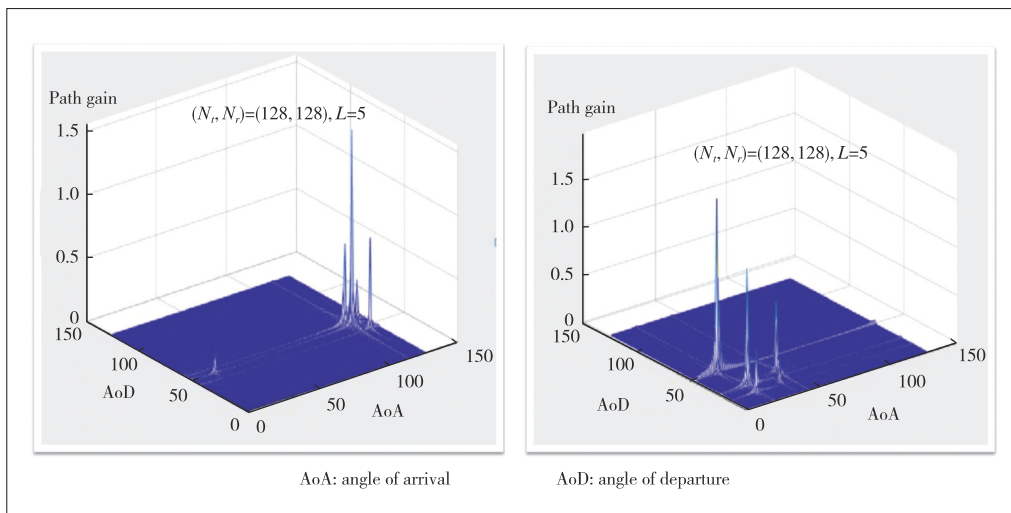 Path gain
(Nt, Nr)=(128, 128), L=5
1.5
1.0
0.5
0
150
100
AoD
50
0
0
50
AoA
100
150
Path gain
(Nt, Nr)=(128, 128), L=5
1.5
1.0
0.5
0
150
100
AoD
50
0
50
AoA
100
150
AoA: angle of arrival
AoD: angle of departure